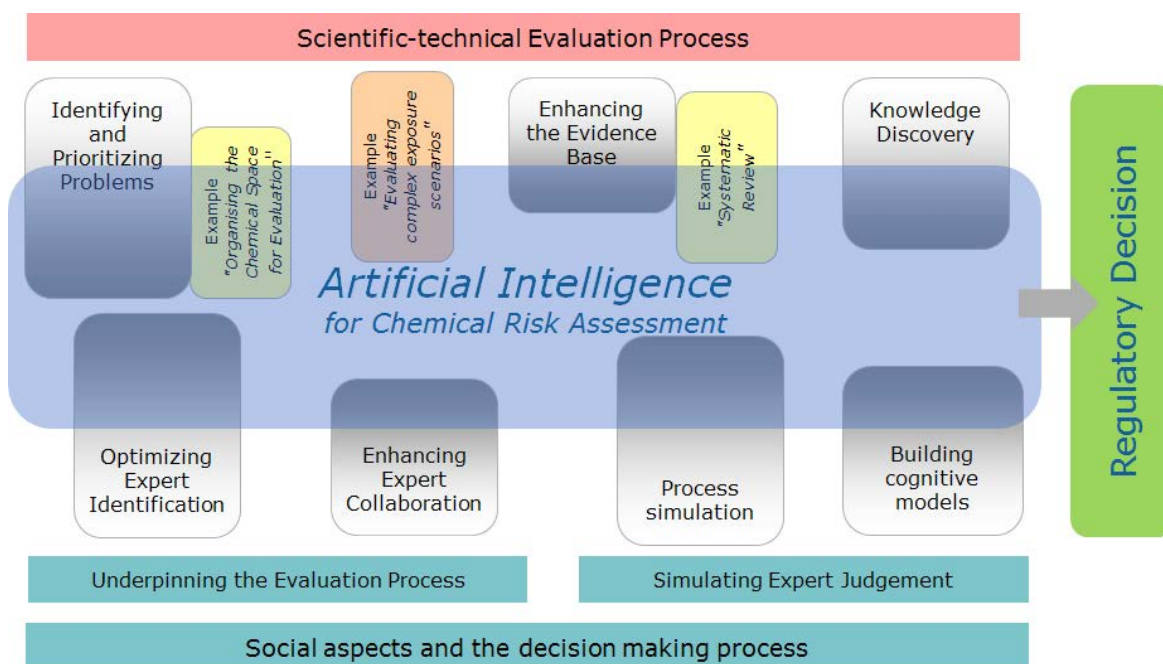 Scientific-technical Evaluation Process
Identifying
and
Prioritizing
Problems
Example
"Organising the
Chemical Space
for Evaluation''
Example
"Evaluating
complex exposure
scenarios"
Enhancing
the Evidence
Base
Example
"Systematic
Review"
Knowledge
Discovery
Artificial Intelligence
for Chemical Risk Assessment
Regulatory Decision
Optimizing
Expert
Identification
Enhancing
Expert
Collaboration
Process
simulation
Building
cognitive
models
Underpinning the Evaluation Process
Simulating Expert Judgement
Social aspects and the decision making process